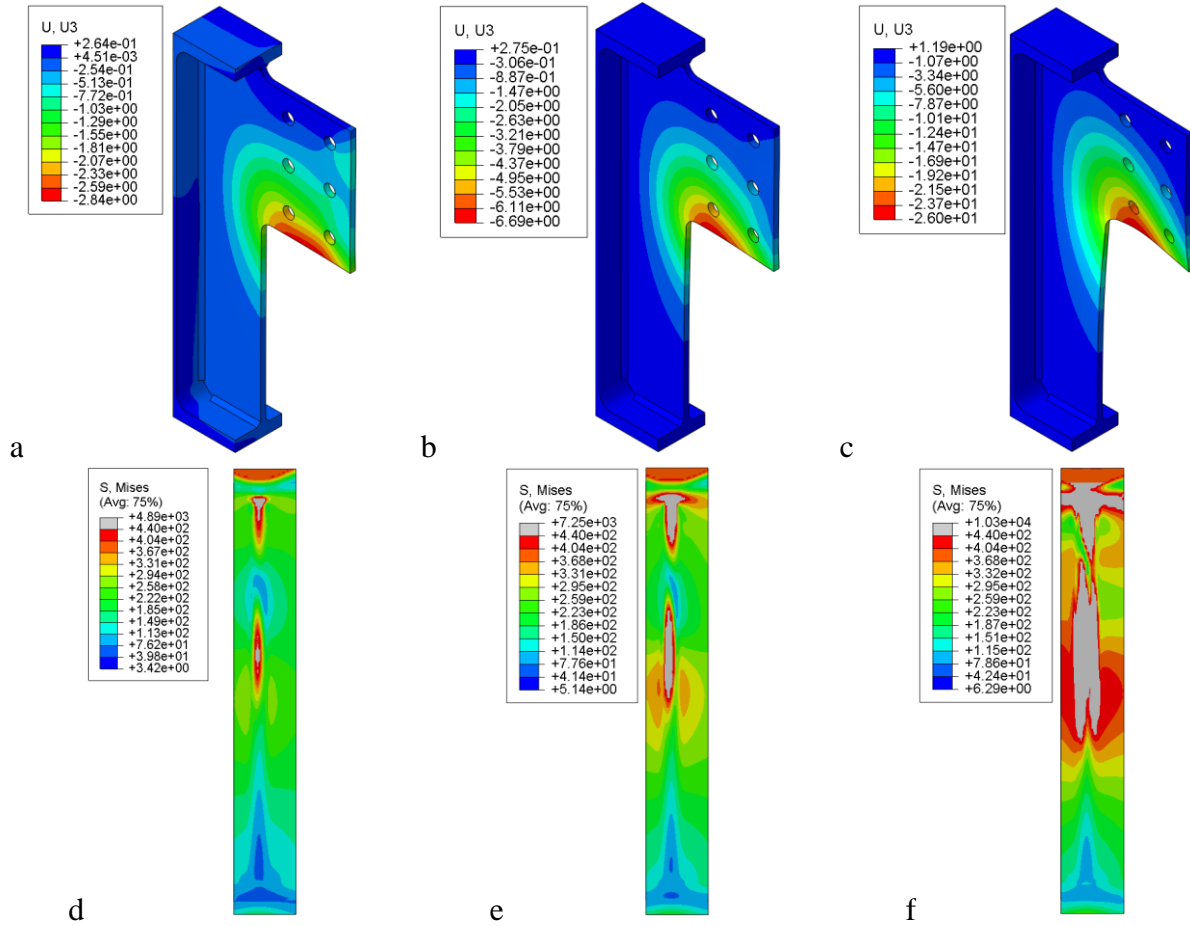 U, U3
+2.64e-01
+4.51e-03
-2.54e-01
-5.13e-01
-7.72e-01
-1.03e+00
-1.29e+00
-1.55e+00
-1.81e+00
-2.07e+00
-2.33e+00
-2.59e+00
-2.84e+00
a
U, U3
+2.75e-01
-3.06e-01
-8.87e-01
-1.47e+00
-2.05e+00
-2.63e+00
-3.21e+00
-3.79e+00
-4.37e+00
-4.95e+00
-5.53e+00
-6.11e+00
-6.69e+00
b
U, U3
+1.19e+00
-1.07e+00
-3.34e+00
-5.60e+00
-7.87e+00
-1.01e+01
-1.24e+01
-1.47e+01
-1.69e+01
-1.92e+01
-2.15e+01
-2.37e+01
-2.60e+01
c
S, Mises
(Avg: 75%)
+4.89e+03
+4.40e+02
+4.04e+02
+3.67e+02
+3.31e+02
+2.94e+02
+2.58e+02
+2.22e+02
+1.85e+02
+1.49e+02
+1.13e+02
+7.62e+01
+3.98e+01
+3.42e+00
d
S, Mises
(Avg: 75%)
+7.25e+03
+4.40e+02
+4.04e+02
+3.68e+02
+3.31e+02
+2.95e+02
+2.59e+02
+2.23e+02
+1.86e+02
+1.50e+02
+1.14e+02
+7.76e+01
+4.14e+01
+5.14e+00
e
S, Mises
(Avg: 75%)
+1.03e+04
+4.40e+02
+4.04e+02
+3.68e+02
+3.32e+02
+2.95e+02
+2.59e+02
+2.23e+02
+1.87e+02
+1.51e+02
+1.15e+02
+7.86e+01
+4.24e+01
+6.29e+00
f